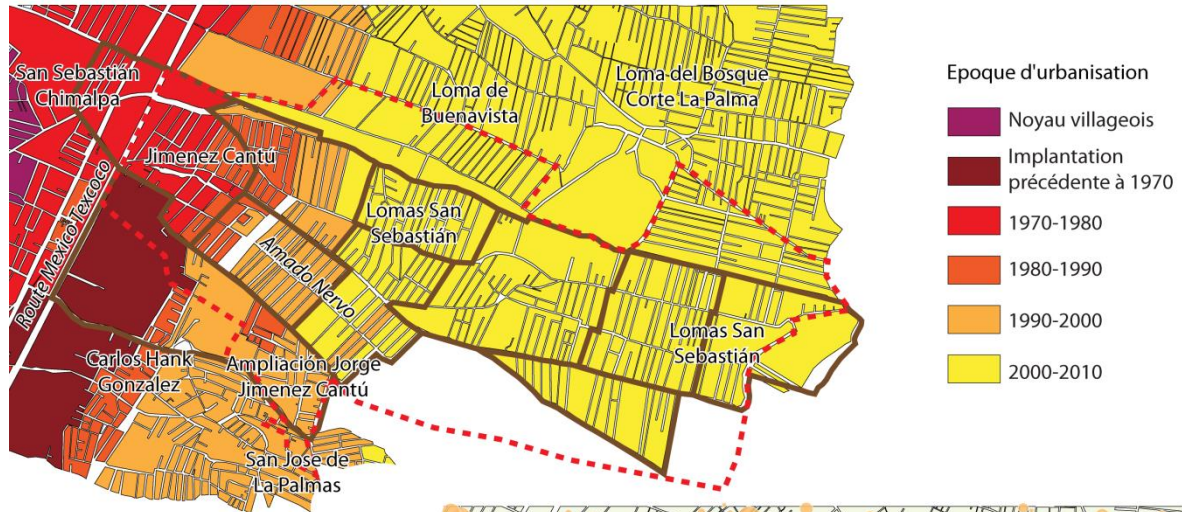 San Sebastián
Chimalpa
Loma de
Buenavista
Loma del Bosque
Corte La Palma
Jimenez Cantú
Route Mexico Texcoco
Lomas San
Sebastián
Amado Nervo
Lomas San
Sebastián
Carlos Hank
Gonzalez
Ampliación Jorge
Jimenez Cantú
San Jose de
La Palmas
Epoque d'urbanisation
Noyau villageois
Implantation
précédente à 1970
1970-1980
1980-1990
1990-2000
2000-2010